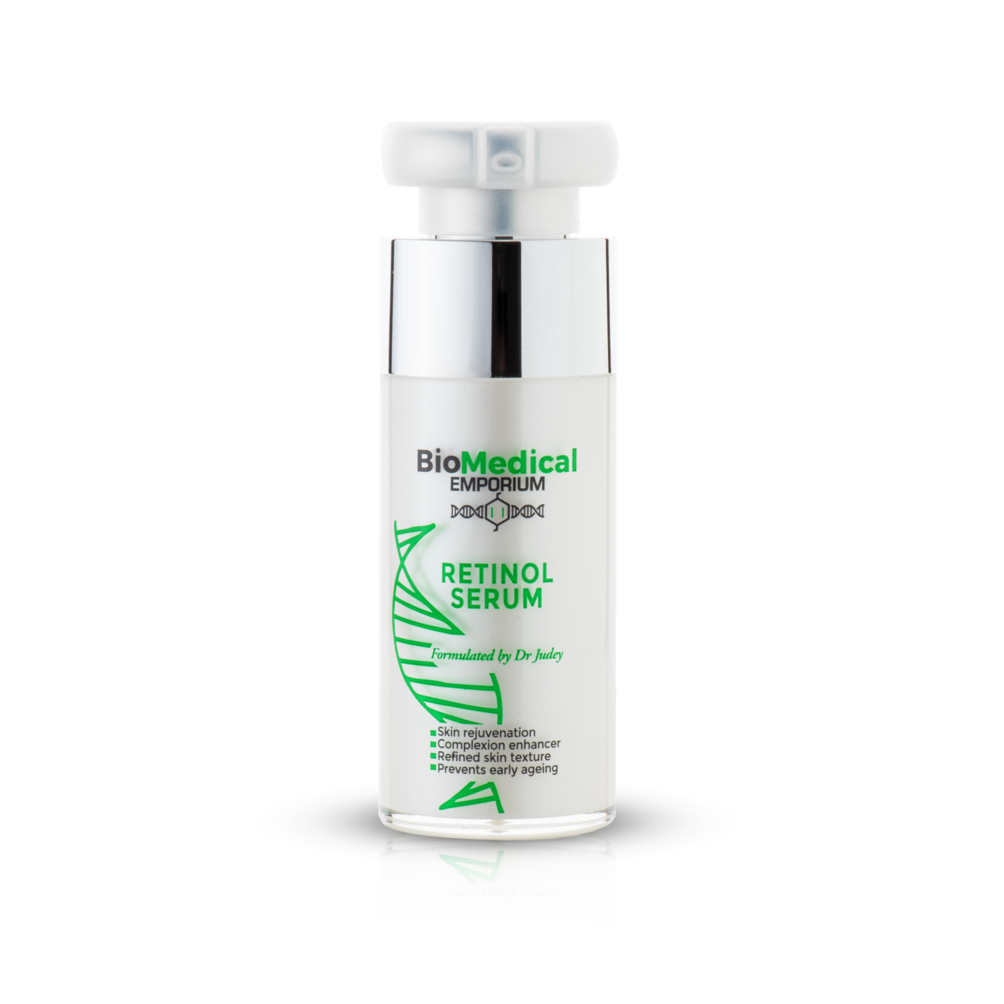 BioMedical
EMPORIUM
RETINOL
SERUM
Formulated by Dr Judey
Skin rejuvenation
Complexion enhancer
Refined skin texture
Prevents early ageing